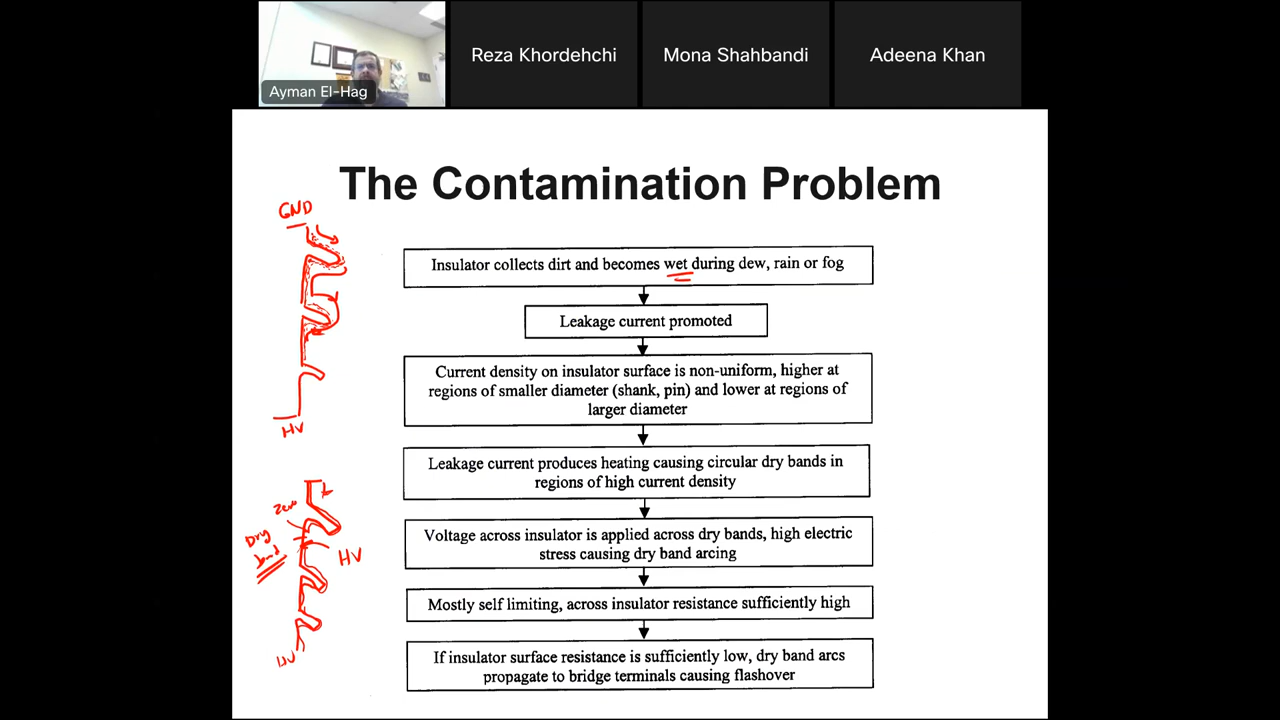 Ayman El-Hag
Reza Khordehchi
Mona Shahbandi
Adeena Khan
The Contamination Problem
GND
HV
Zero
Dry
band
HV
HV
Insulator collects dirt and becomes wet during dew, rain or fog
Leakage current promoted
Current density on insulator surface is non-uniform, higher at
regions of smaller diameter (shank, pin) and lower at regions of
larger diameter
Leakage current produces heating causing circular dry bands in
regions of high current density
Voltage across insulator is applied across dry bands, high electric
stress causing dry band arcing
Mostly self limiting, across insulator resistance sufficiently high
If insulator surface resistance is sufficiently low, dry band arcs
propagate to bridge terminals causing flashover